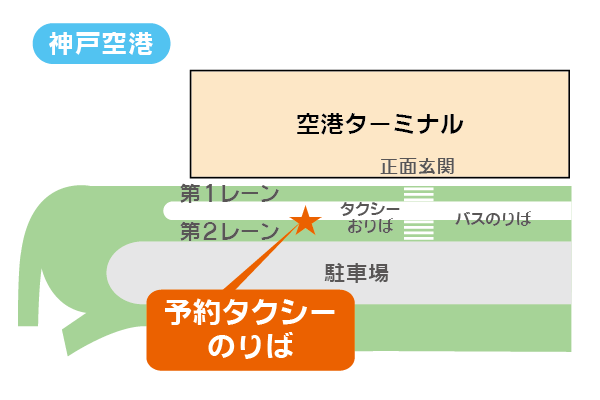 神戸空港
空港ターミナル
正面玄関
第1レーン
タクシー
おりば
バスのりば
第2レーン
駐車場
予約タクシー
のりば